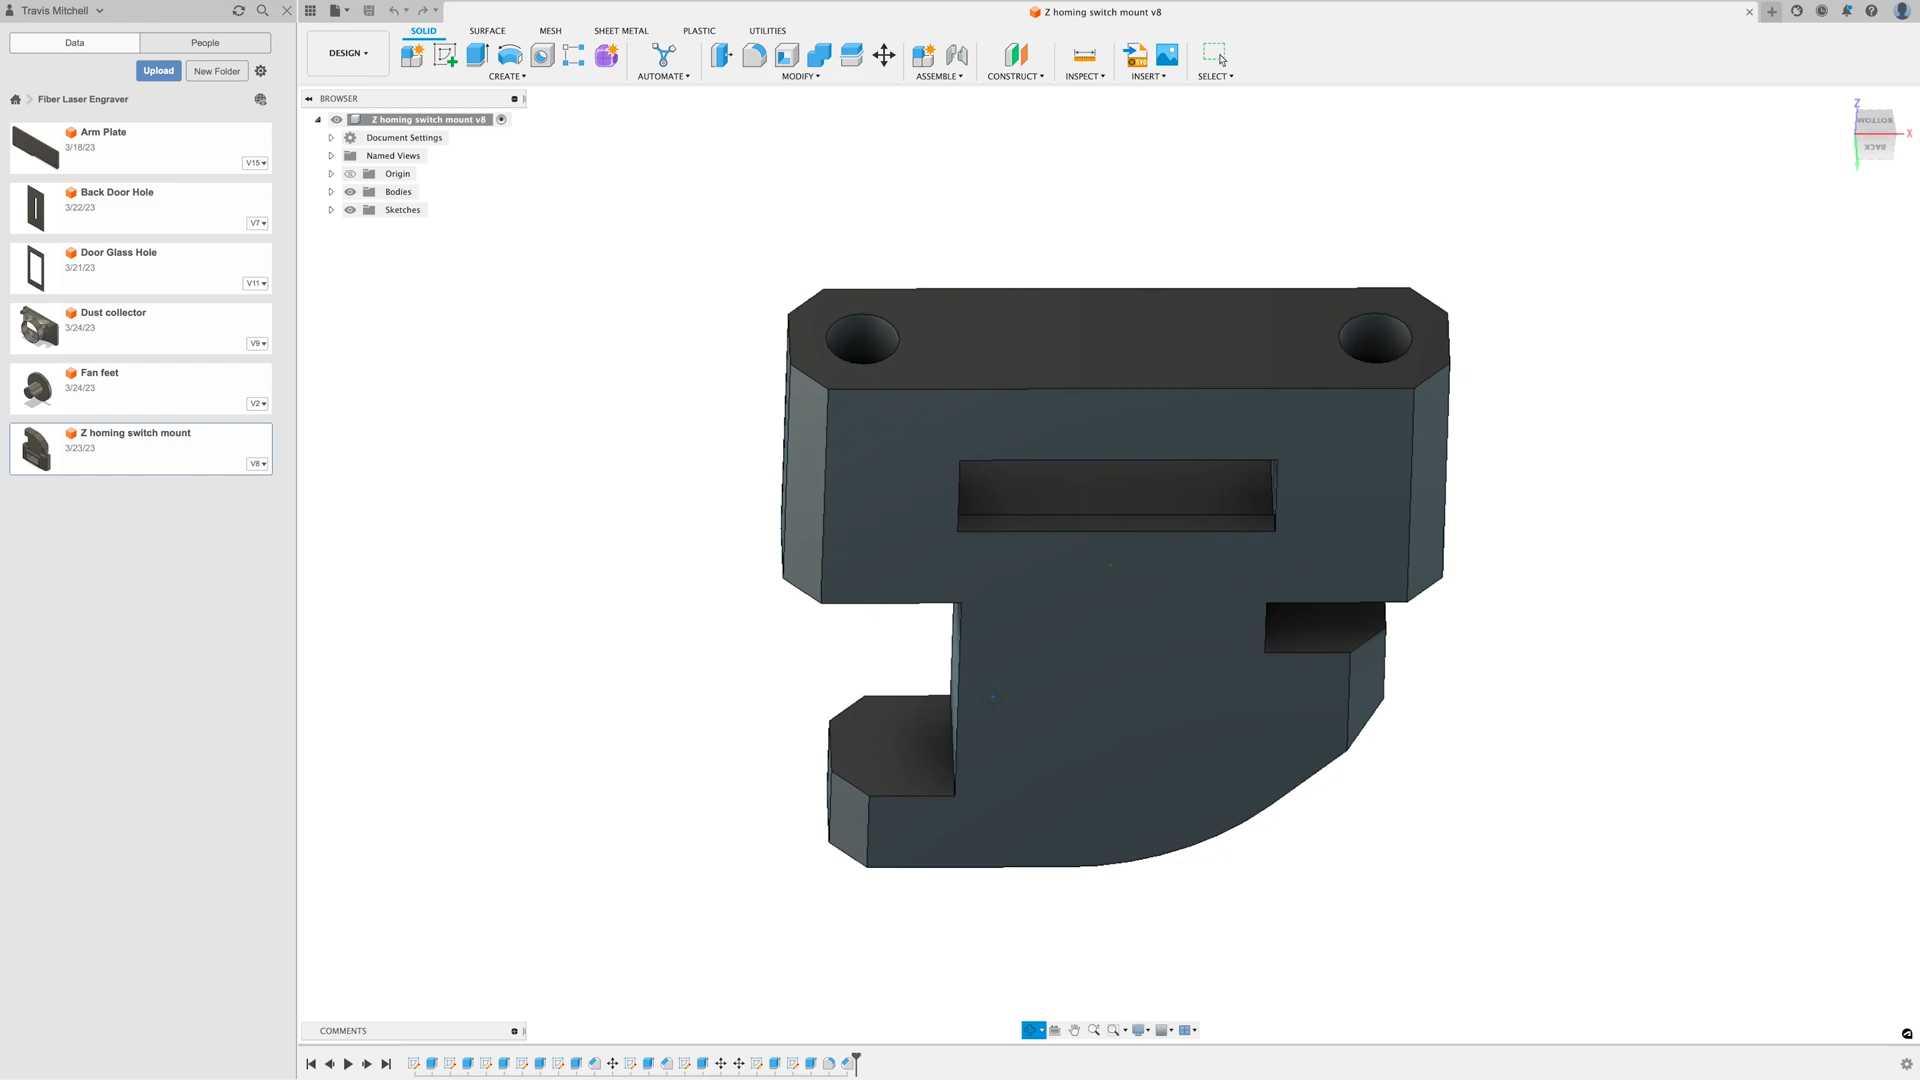 Travis Mitchell
Z homing switch mount v8
Data
People
Upload
New Folder
Fiber Laser Engraver
Arm Plate
3/18/23
V15
Back Door Hole
3/22/23
V7
Door Glass Hole
3/21/23
V11
Dust collector
3/24/23
V9
Fan feet
3/24/23
V2
Z homing switch mount
3/23/23
V8
DESIGN
SOLID
SURFACE
MESH
SHEET METAL
PLASTIC
UTILITIES
CREATE
AUTOMATE
MODIFY
ASSEMBLE
CONSTRUCT
INSPECT
INSERT
SELECT
BROWSER
Z homing switch mount v8
Document Settings
Named Views
Origin
Bodies
Sketches
Z
BOTTOM
X
BACK
COMMENTS